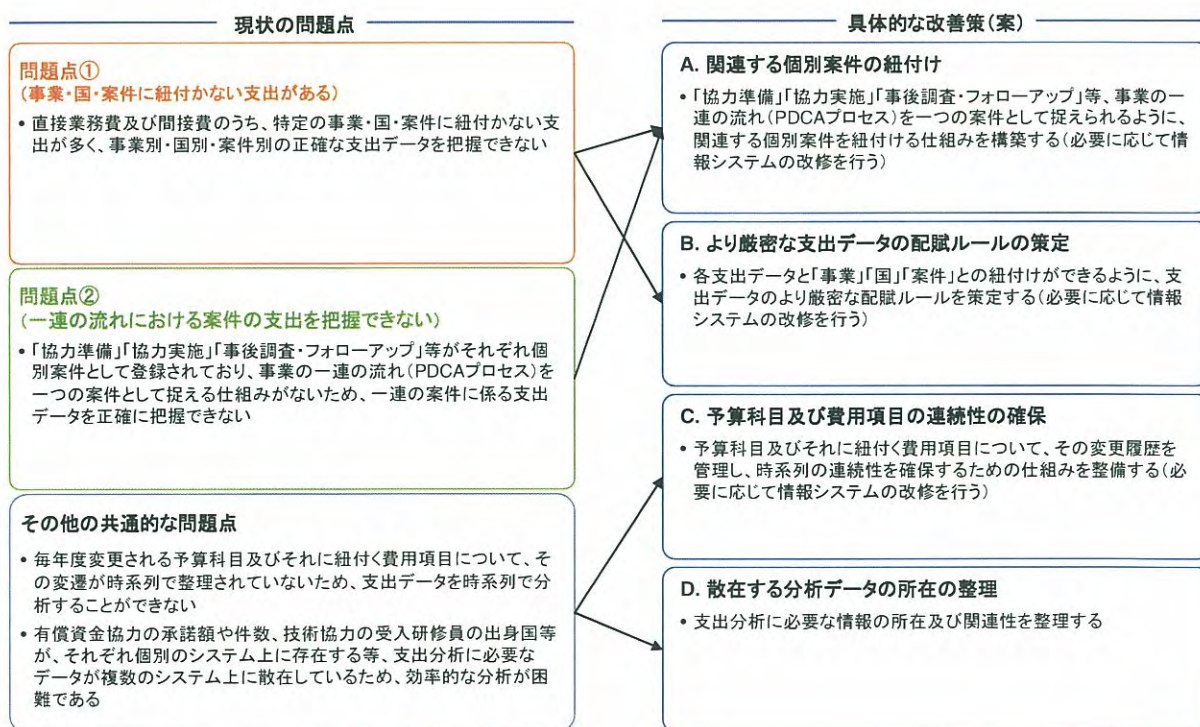 現状の問題点
問題点①
(事業・国・案件に紐付かない支出がある)
• 直接業務費及び間接費のうち、特定の事業・国・案件に紐付かない支
出が多く、事業別・国別・案件別の正確な支出データを把握できない
問題点②
(一連の流れにおける案件の支出を把握できない)
• 「協力準備」「協力実施」「事後調査・フォローアップ」等がそれぞれ個
別案件として登録されており、事業の一連の流れ(PDCAプロセス)を
一つの案件として捉える仕組みがないため、一連の案件に係る支出
データを正確に把握できない
その他の共通的な問題点
• 毎年度変更される予算科目及びそれに紐付く費用項目について、そ
の変遷が時系列で整理されていないため、支出データを時系列で分
析することができない
• 有償資金協力の承諾額や件数、技術協力の受入研修員の出身国等
が、それぞれ個別のシステム上に存在する等、支出分析に必要な
データが複数のシステム上に散在しているため、効率的な分析が困
難である
具体的な改善策(案)
A. 関連する個別案件の紐付け
• 「協力準備」「協力実施」「事後調査・フォローアップ」等、事業の一
連の流れ(PDCAプロセス)を一つの案件として捉えられるように、
関連する個別案件を紐付ける仕組みを構築する(必要に応じて情
報システムの改修を行う)
B. より厳密な支出データの配賦ルールの策定
• 各支出データと「事業」「国」「案件」との紐付けができるように、支
出データのより厳密な配賦ルールを策定する(必要に応じて情報
システムの改修を行う)
C. 予算科目及び費用項目の連続性の確保
• 予算科目及びそれに紐付く費用項目について、その変更履歴を
管理し、時系列の連続性を確保するための仕組みを整備する(必
要に応じて情報システムの改修を行う)
D. 散在する分析データの所在の整理
• 支出分析に必要な情報の所在及び関連性を整理する